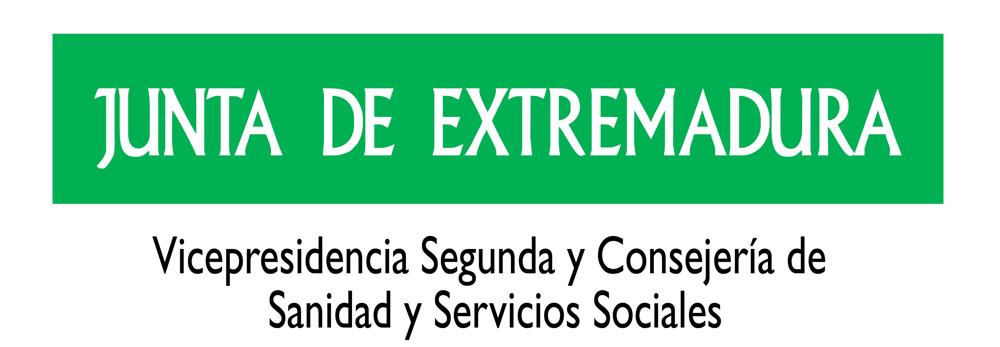 JUNTA DE EXTREMADURA
Vicepresidencia Segunda y Consejería de
Sanidad y Servicios Sociales